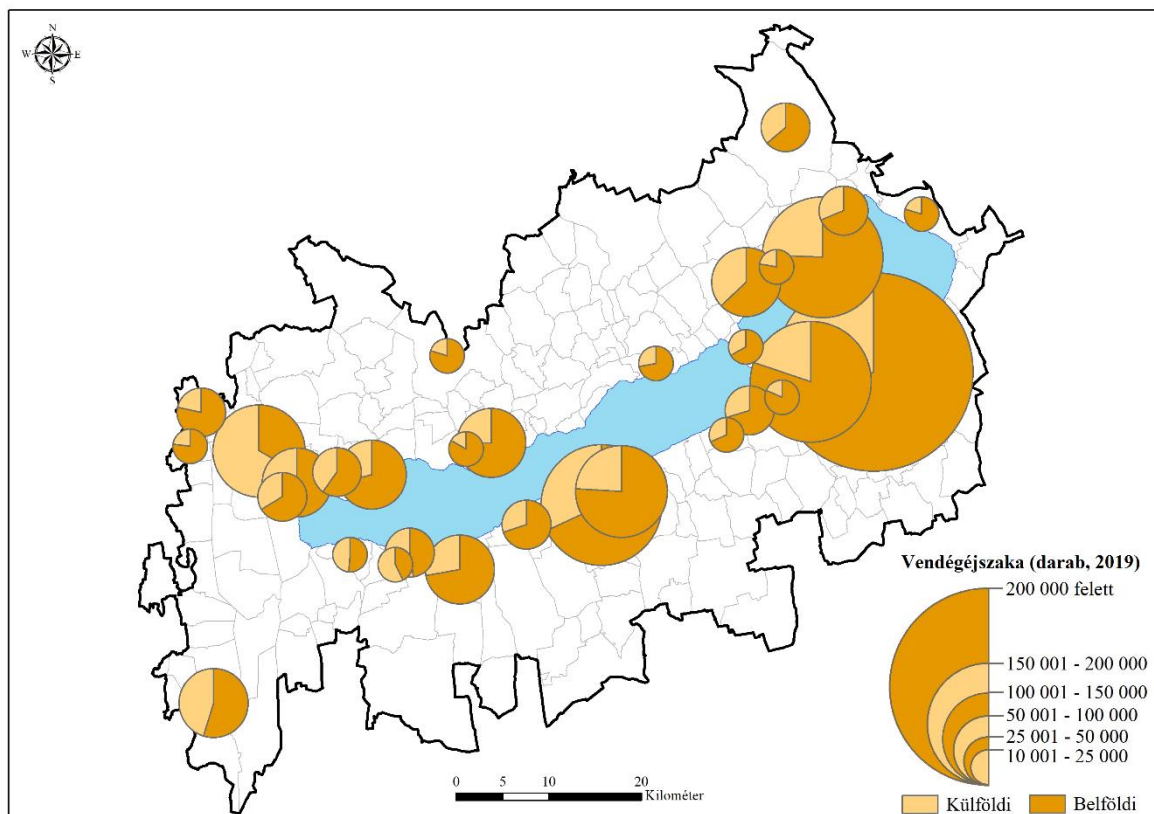 N
W E
S
Vendégéjszaka (darab, 2019)
200 000 felett
150 001 - 200 000
100 001 - 150 000
50 001 - 100 000
25 001 - 50 000
10 001 - 25 000
0 5 10 20
Kilométer
Külföldi Belföldi